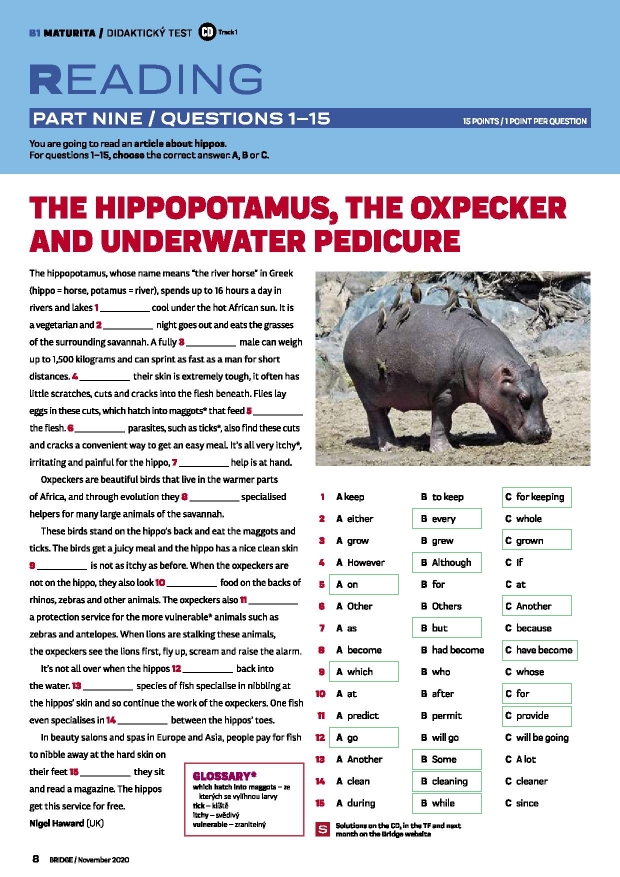 B1 MATURITA / DIDAKTICKÝ TEST CD Track 1
READING
PART NINE / QUESTIONS 1–15
15 POINTS / 1 POINT PER QUESTION
You are going to read an article about hippos.
For questions 1–15, choose the correct answer: A, B or C.
THE HIPPOPOTAMUS, THE OXPECKER
AND UNDERWATER PEDICURE
The hippopotamus, whose name means "the river horse" in Greek
(hippo = horse, potamus = river), spends up to 16 hours a day in
rivers and lakes 1 __________ cool under the hot African sun. It is
a vegetarian and 2 __________ night goes out and eats the grasses
of the surrounding savannah. A fully 3 __________ male can weigh
up to 1,500 kilograms and can sprint as fast as a man for short
distances. 4 __________ their skin is extremely tough, it often has
little scratches, cuts and cracks into the flesh beneath. Flies lay
eggs in these cuts, which hatch into maggots* that feed 5 __________
the flesh. 6 __________ parasites, such as ticks*, also find these cuts
and cracks a convenient way to get an easy meal. It's all very itchy*,
irritating and painful for the hippo, 7 __________ help is at hand.
Oxpeckers are beautiful birds that live in the warmer parts
of Africa, and through evolution they 8 __________ specialised
helpers for many large animals of the savannah.
These birds stand on the hippo's back and eat the maggots and
ticks. The birds get a juicy meal and the hippo has a nice clean skin
9 __________ is not as itchy as before. When the oxpeckers are
not on the hippo, they also look 10 __________ food on the backs of
rhinos, zebras and other animals. The oxpeckers also 11 __________
a protection service for the more vulnerable* animals such as
zebras and antelopes. When lions are stalking these animals,
the oxpeckers see the lions first, fly up, scream and raise the alarm.
It's not all over when the hippos 12 __________ back into
the water. 13 __________ species of fish specialise in nibbling at
the hippos' skin and so continue the work of the oxpeckers. One fish
even specialises in 14 __________ between the hippos' toes.
In beauty salons and spas in Europe and Asia, people pay for fish
to nibble away at the hard skin on
their feet 15 __________ they sit
and read a magazine. The hippos
get this service for free.
Nigel Haward (UK)
GLOSSARY*
which hatch into maggots – ze
kterých se vylíhnou larvy
tick – klíště
itchy – svědivý
vulnerable – zranitelný
1 A keep B to keep C for keeping
2 A either B every C whole
3 A grow B grew C grown
4 A However B Although C If
5 A on B for C at
6 A Other B Others C Another
7 A as B but C because
8 A become B had become C have become
9 A which B who C whose
10 A at B after C for
11 A predict B permit C provide
12 A go B will go C will be going
13 A Another B Some C A lot
14 A clean B cleaning C cleaner
15 A during B while C since
S Solutions on the CD, in the TF and next
month on the Bridge website
8 BRIDGE / November 2020